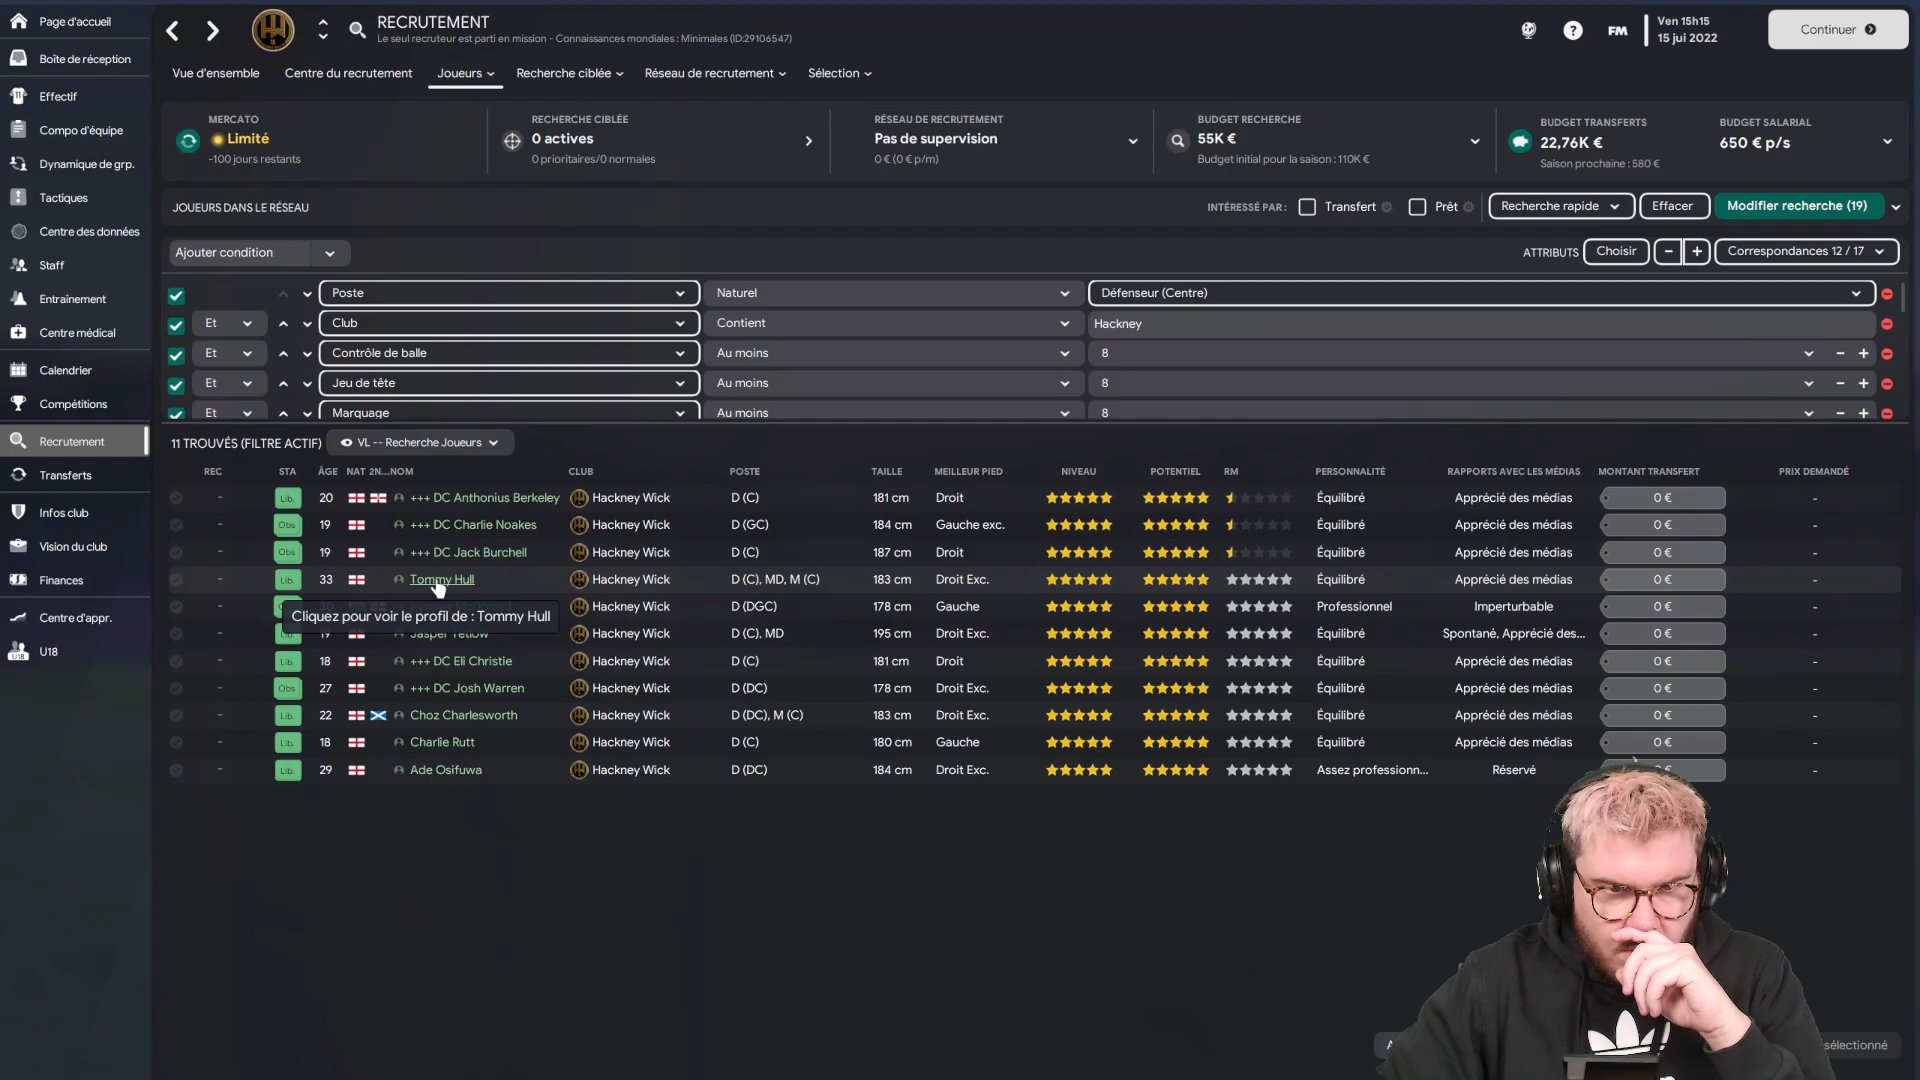 Page d'accueil
Boîte de réception
Effectif
Compo d'équipe
Dynamique de grp.
Tactiques
Centre des données
Staff
Entraînement
Centre médical
Calendrier
Compétitions
Recrutement
Transferts
Infos club
Vision du club
Finances
Centre d'appr.
U18
RECRUTEMENT
Le seul recruteur est parti en mission - Connaissances mondiales : Minimales (ID:29106547)
FM
Ven 15h15
15 jui 2022
Continuer
Vue d'ensemble Centre du recrutement Joueurs Recherche ciblée Réseau de recrutement Sélection
MERCATO
Limité
-100 jours restants
RECHERCHE CIBLÉE
0 actives
0 prioritaires/0 normales
RÉSEAU DE RECRUTEMENT
Pas de supervision
0 € (0 € p/m)
BUDGET RECHERCHE
55K €
Budget initial pour la saison : 110K €
BUDGET TRANSFERTS
22,76K €
Saison prochaine : 580 €
BUDGET SALARIAL
650 € p/s
JOUEURS DANS LE RÉSEAU
INTÉRESSÉ PAR : Transfert Prêt Recherche rapide Effacer Modifier recherche (19)
Ajouter condition
ATTRIBUTS Choisir - + Correspondances 12 / 17
Poste Naturel Défenseur (Centre)
Et Club Contient Hackney
Et Contrôle de balle Au moins 8 - +
Et Jeu de tête Au moins 8 - +
Et Marquage Au moins 8 - +
11 TROUVÉS (FILTRE ACTIF) VL -- Recherche Joueurs
REC STA ÂGE NAT 2N... NOM CLUB POSTE TAILLE MEILLEUR PIED NIVEAU POTENTIEL RM PERSONNALITÉ RAPPORTS AVEC LES MÉDIAS MONTANT TRANSFERT PRIX DEMANDÉ
- Lib. 20 +++ DC Anthonius Berkeley Hackney Wick D (C) 181 cm Droit Équilibré Apprécié des médias 0 € -
- Obs 19 +++ DC Charlie Noakes Hackney Wick D (GC) 184 cm Gauche exc. Équilibré Apprécié des médias 0 € -
- Obs 19 +++ DC Jack Burchell Hackney Wick D (C) 187 cm Droit Équilibré Apprécié des médias 0 € -
- Lib. 33 Tommy Hull Hackney Wick D (C), MD, M (C) 183 cm Droit Exc. Équilibré Apprécié des médias 0 € -
- Hackney Wick D (DGC) 178 cm Gauche Professionnel Imperturbable 0 € -
Cliquez pour voir le profil de : Tommy Hull
- 19 Jasper Yetlow Hackney Wick D (C), MD 195 cm Droit Exc. Équilibré Spontané, Apprécié des... 0 € -
- Lib. 18 +++ DC Eli Christie Hackney Wick D (C) 181 cm Droit Équilibré Apprécié des médias 0 € -
- Obs 27 +++ DC Josh Warren Hackney Wick D (DC) 178 cm Droit Exc. Équilibré Apprécié des médias 0 € -
- Lib. 22 Choz Charlesworth Hackney Wick D (DC), M (C) 183 cm Droit Exc. Équilibré Apprécié des médias 0 € -
- Lib. 18 Charlie Rutt Hackney Wick D (C) 180 cm Gauche Équilibré Apprécié des médias 0 € -
- Lib. 29 Ade Osifuwa Hackney Wick D (DC) 184 cm Droit Exc. Assez professionn... Réservé -
sélectionné